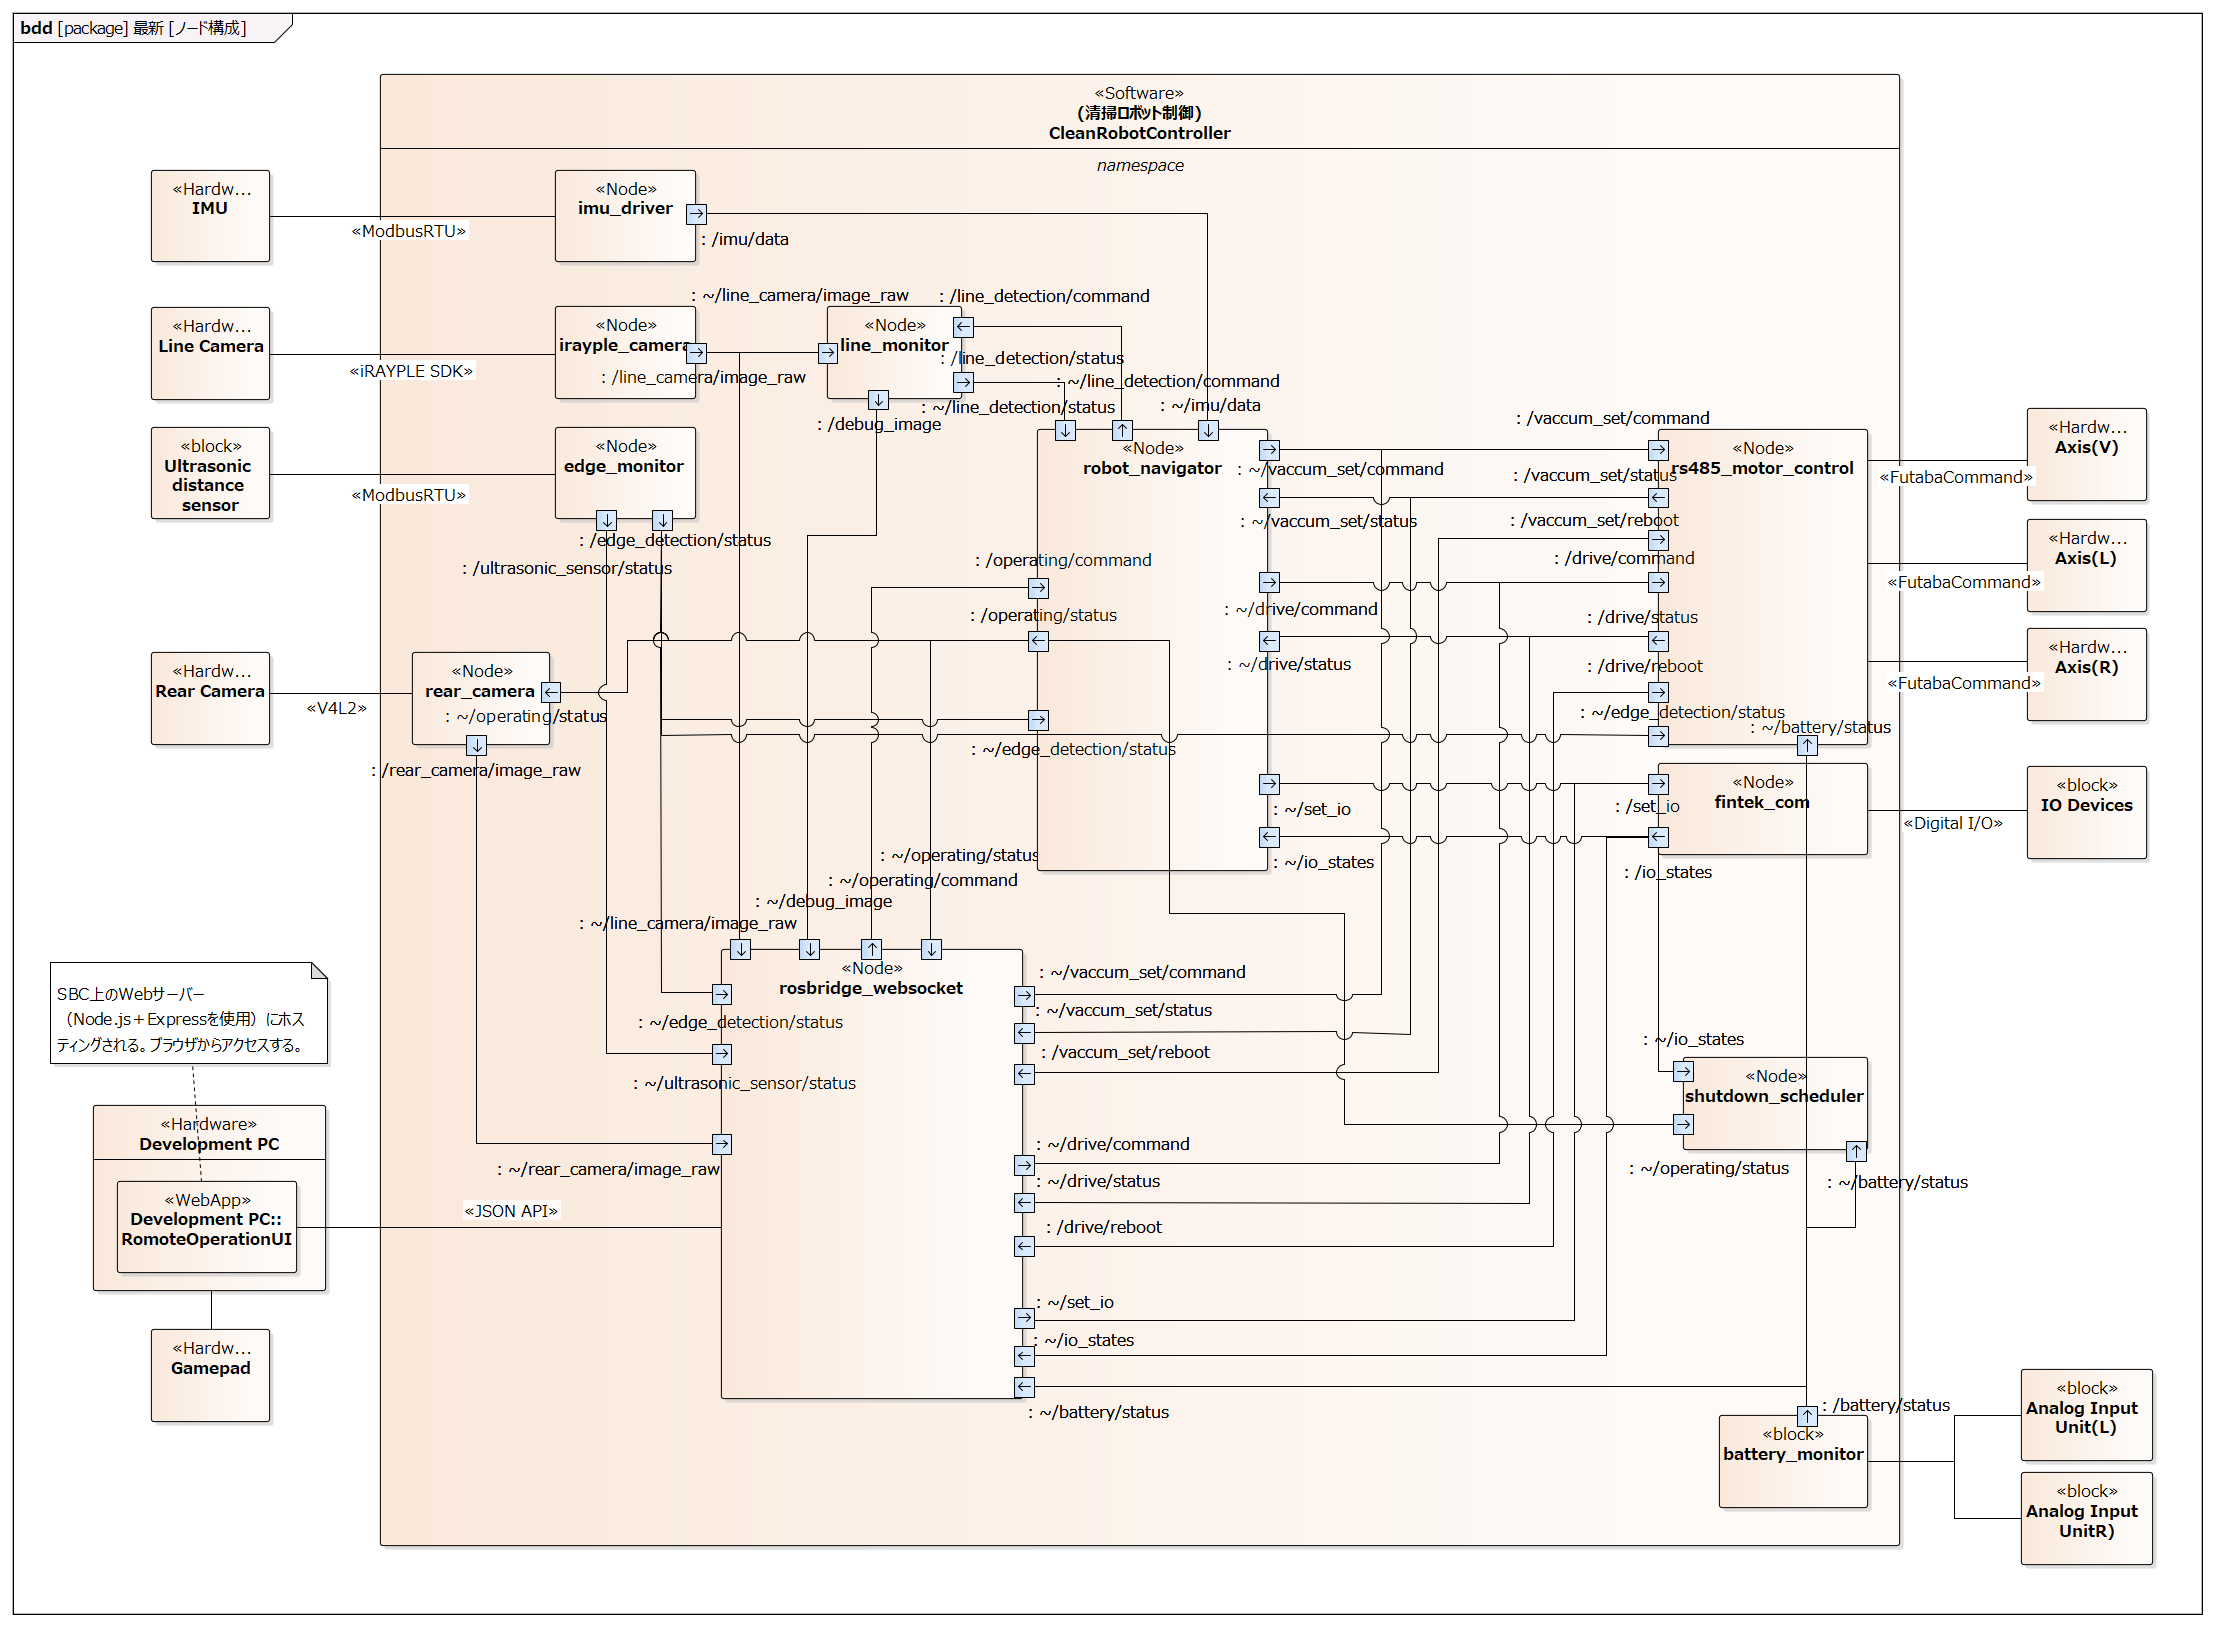 bdd [package] 最新 [ノード構成]
«Software»
(清掃ロボット制御)
CleanRobotController
namespace
«Hardw...
IMU
«ModbusRTU»
«Node»
imu_driver
: /imu/data
: ~/line_camera/image_raw
: /line_detection/command
«Hardw...
Line Camera
«iRAYPLE SDK»
«Node»
irayple_camera
: /line_camera/image_raw
«Node»
line_monitor
: /line_detection/status
: ~/line_detection/command
: ~/line_detection/status
: ~/imu/data
: /debug_image
«block»
Ultrasonic
distance
sensor
«ModbusRTU»
«Node»
edge_monitor
: /edge_detection/status
: /ultrasonic_sensor/status
«Node»
robot_navigator
: /vaccum_set/command
: ~/vaccum_set/command
: /vaccum_set/status
: ~/vaccum_set/status
: /vaccum_set/reboot
: /operating/command
: /drive/command
: ~/drive/command
: /operating/status
: /drive/status
: ~/drive/status
: /drive/reboot
: ~/edge_detection/status
: ~/battery/status
: ~/edge_detection/status
«Node»
rs485_motor_control
«Hardw...
Axis(V)
«FutabaCommand»
«Hardw...
Axis(L)
«FutabaCommand»
«Hardw...
Axis(R)
«FutabaCommand»
«Hardw...
Rear Camera
«V4L2»
«Node»
rear_camera
: ~/operating/status
: /rear_camera/image_raw
«Node»
fintek_com
: /set_io
: ~/set_io
: ~/io_states
: /io_states
«Digital I/O»
«block»
IO Devices
: ~/operating/status
: ~/operating/command
: ~/debug_image
: ~/line_camera/image_raw
«Node»
rosbridge_websocket
: ~/vaccum_set/command
: ~/vaccum_set/status
: /vaccum_set/reboot
: ~/edge_detection/status
: ~/ultrasonic_sensor/status
: ~/rear_camera/image_raw
: ~/drive/command
: ~/drive/status
: /drive/reboot
: ~/set_io
: ~/io_states
: ~/battery/status
: ~/io_states
«Node»
shutdown_scheduler
: ~/operating/status
: ~/battery/status
SBC上のWebサーバー
（Node.js＋Expressを使用）にホス
ティングされる。ブラウザからアクセスする。
«Hardware»
Development PC
«WebApp»
Development PC::
RomoteOperationUI
«JSON API»
«Hardw...
Gamepad
: /battery/status
«block»
battery_monitor
«block»
Analog Input
Unit(L)
«block»
Analog Input
UnitR)